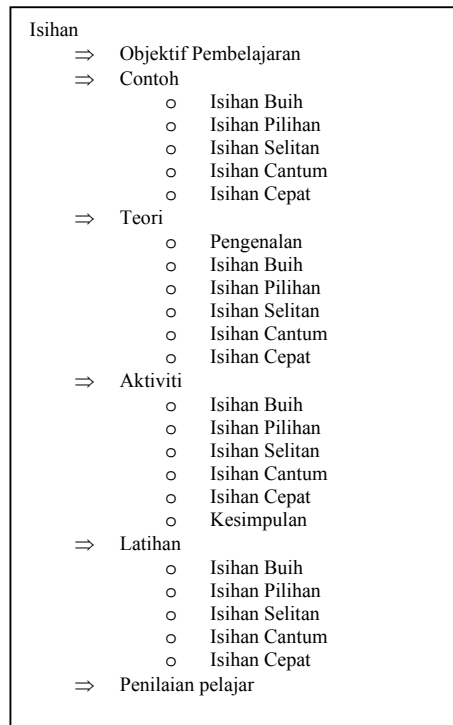 Isihan
⇒ Objektif Pembelajaran
⇒ Contoh
o Isihan Buih
o Isihan Pilihan
o Isihan Selitan
o Isihan Cantum
o Isihan Cepat
⇒ Teori
o Pengenalan
o Isihan Buih
o Isihan Pilihan
o Isihan Selitan
o Isihan Cantum
o Isihan Cepat
⇒ Aktiviti
o Isihan Buih
o Isihan Pilihan
o Isihan Selitan
o Isihan Cantum
o Isihan Cepat
o Kesimpulan
⇒ Latihan
o Isihan Buih
o Isihan Pilihan
o Isihan Selitan
o Isihan Cantum
o Isihan Cepat
⇒ Penilaian pelajar